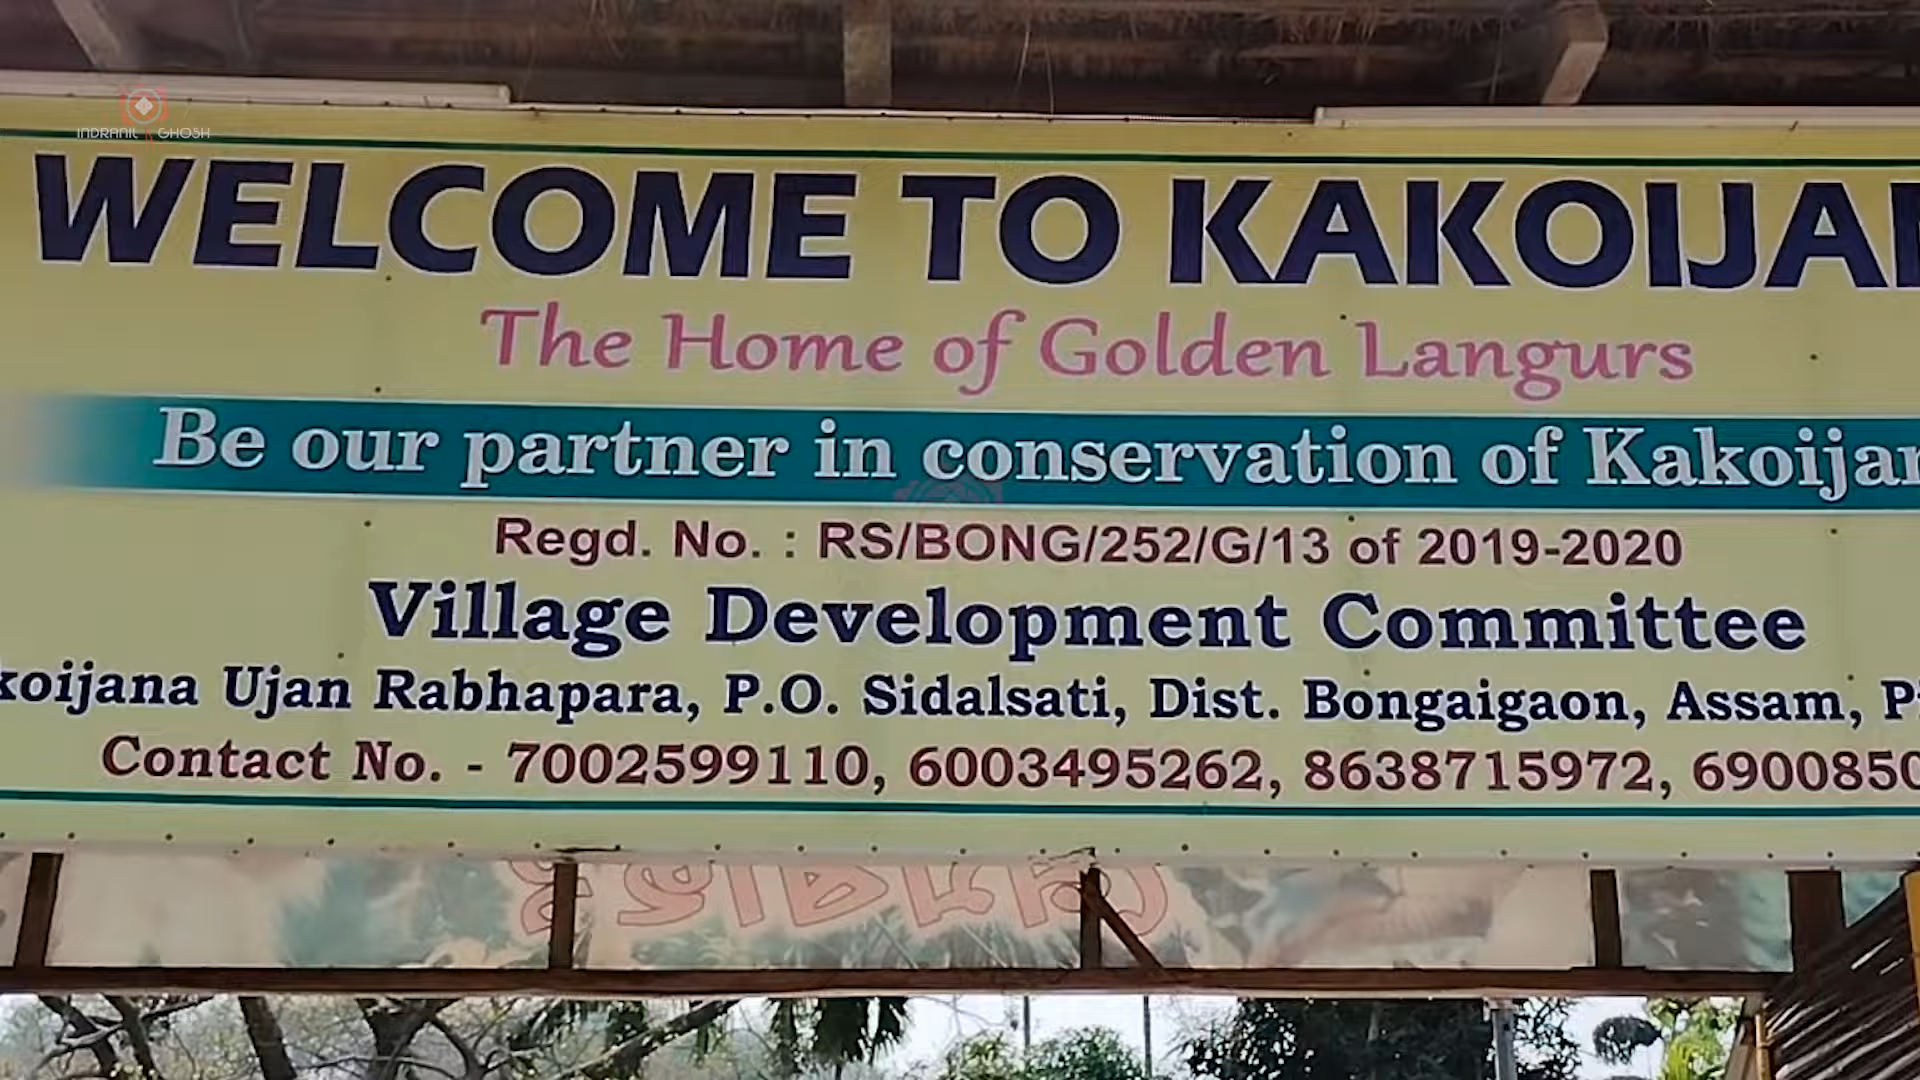 INDRANIL GHOSH
WELCOME TO KAKOIJAN
The Home of Golden Langurs
Be our partner in conservation of Kakoijan
Regd. No. : RS/BONG/252/G/13 of 2019-2020
Village Development Committee
koijana Ujan Rabhapara, P.O. Sidalsati, Dist. Bongaigaon, Assam, P
Contact No. - 7002599110, 6003495262, 8638715972, 6900850